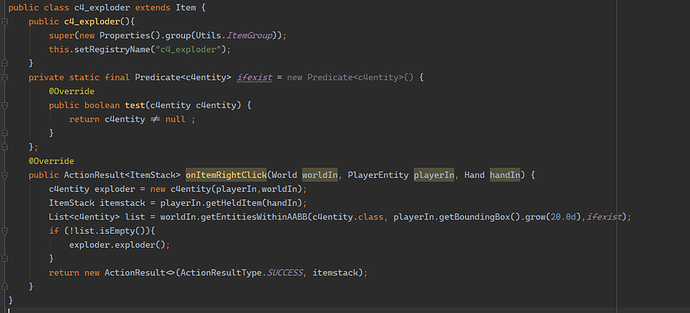 public class c4_exploder extends Item {
    public c4_exploder(){
        super(new Properties().group(Utils.ItemGroup));
        this.setRegistryName("c4_exploder");
    }
    private static final Predicate<c4entity> ifexist = new Predicate<c4entity>() {
        @Override
        public boolean test(c4entity c4entity) {
            return c4entity ≠ null ;
        }
    };
    @Override
    public ActionResult<ItemStack> onItemRightClick(World worldIn, PlayerEntity playerIn, Hand handIn) {
        c4entity exploder = new c4entity(playerIn,worldIn);
        ItemStack itemstack = playerIn.getHeldItem(handIn);
        List<c4entity> list = worldIn.getEntitiesWithinAABB(c4entity.class, playerIn.getBoundingBox().grow(20.0d),ifexist);
        if (!list.isEmpty()){
            exploder.exploder();
        }
        return new ActionResult<>(ActionResultType.SUCCESS, itemstack);
    }
}